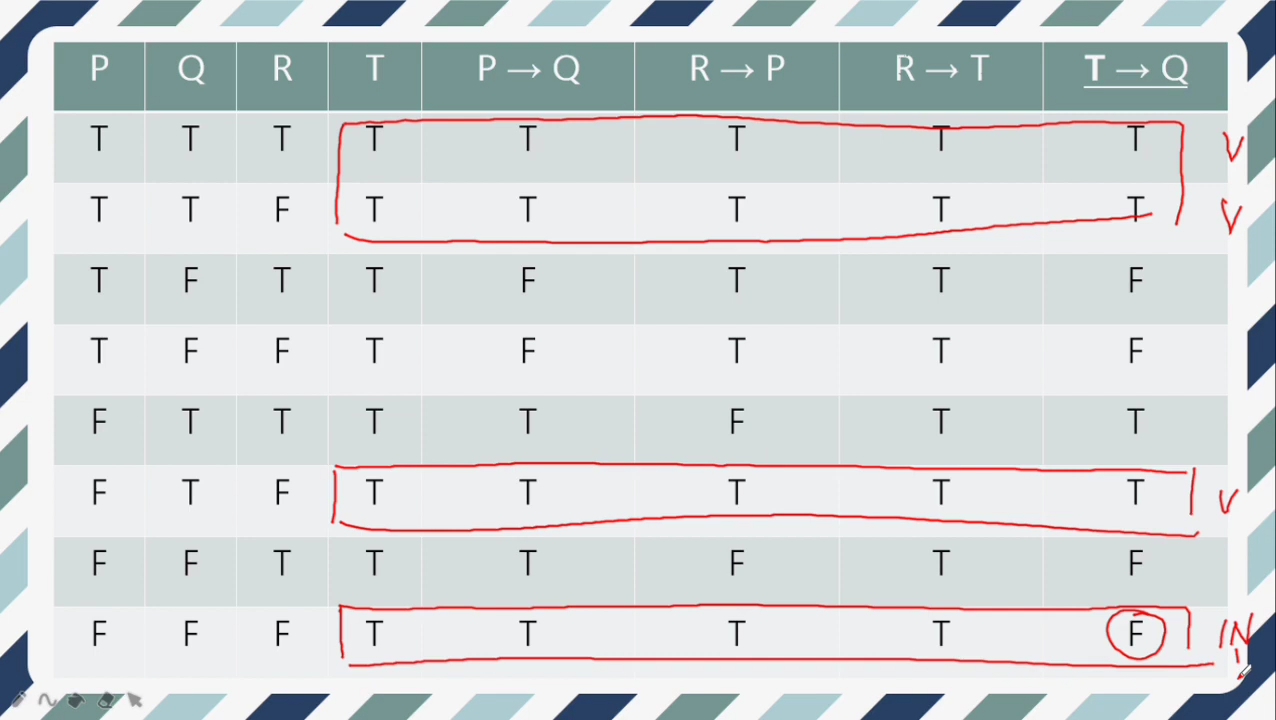 P Q R T P → Q R → P R → T T → Q
T T T T T T T T V
T T F T T T T T V
T F T T F T T F
T F F T F T T F
F T T T T F T T
F T F T T T T T V
F F T T T F T F
F F F T T T T F IN